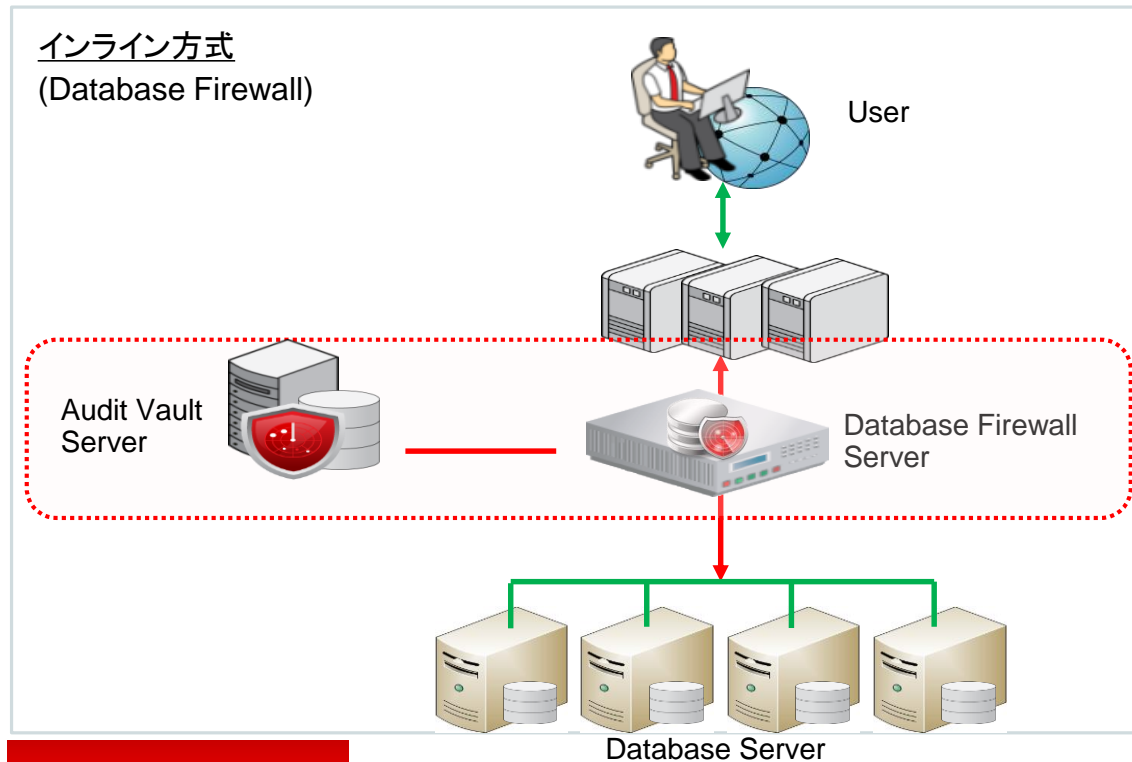 インライン方式
(Database Firewall)
User
Audit Vault
Server
Database Firewall
Server
Database Server